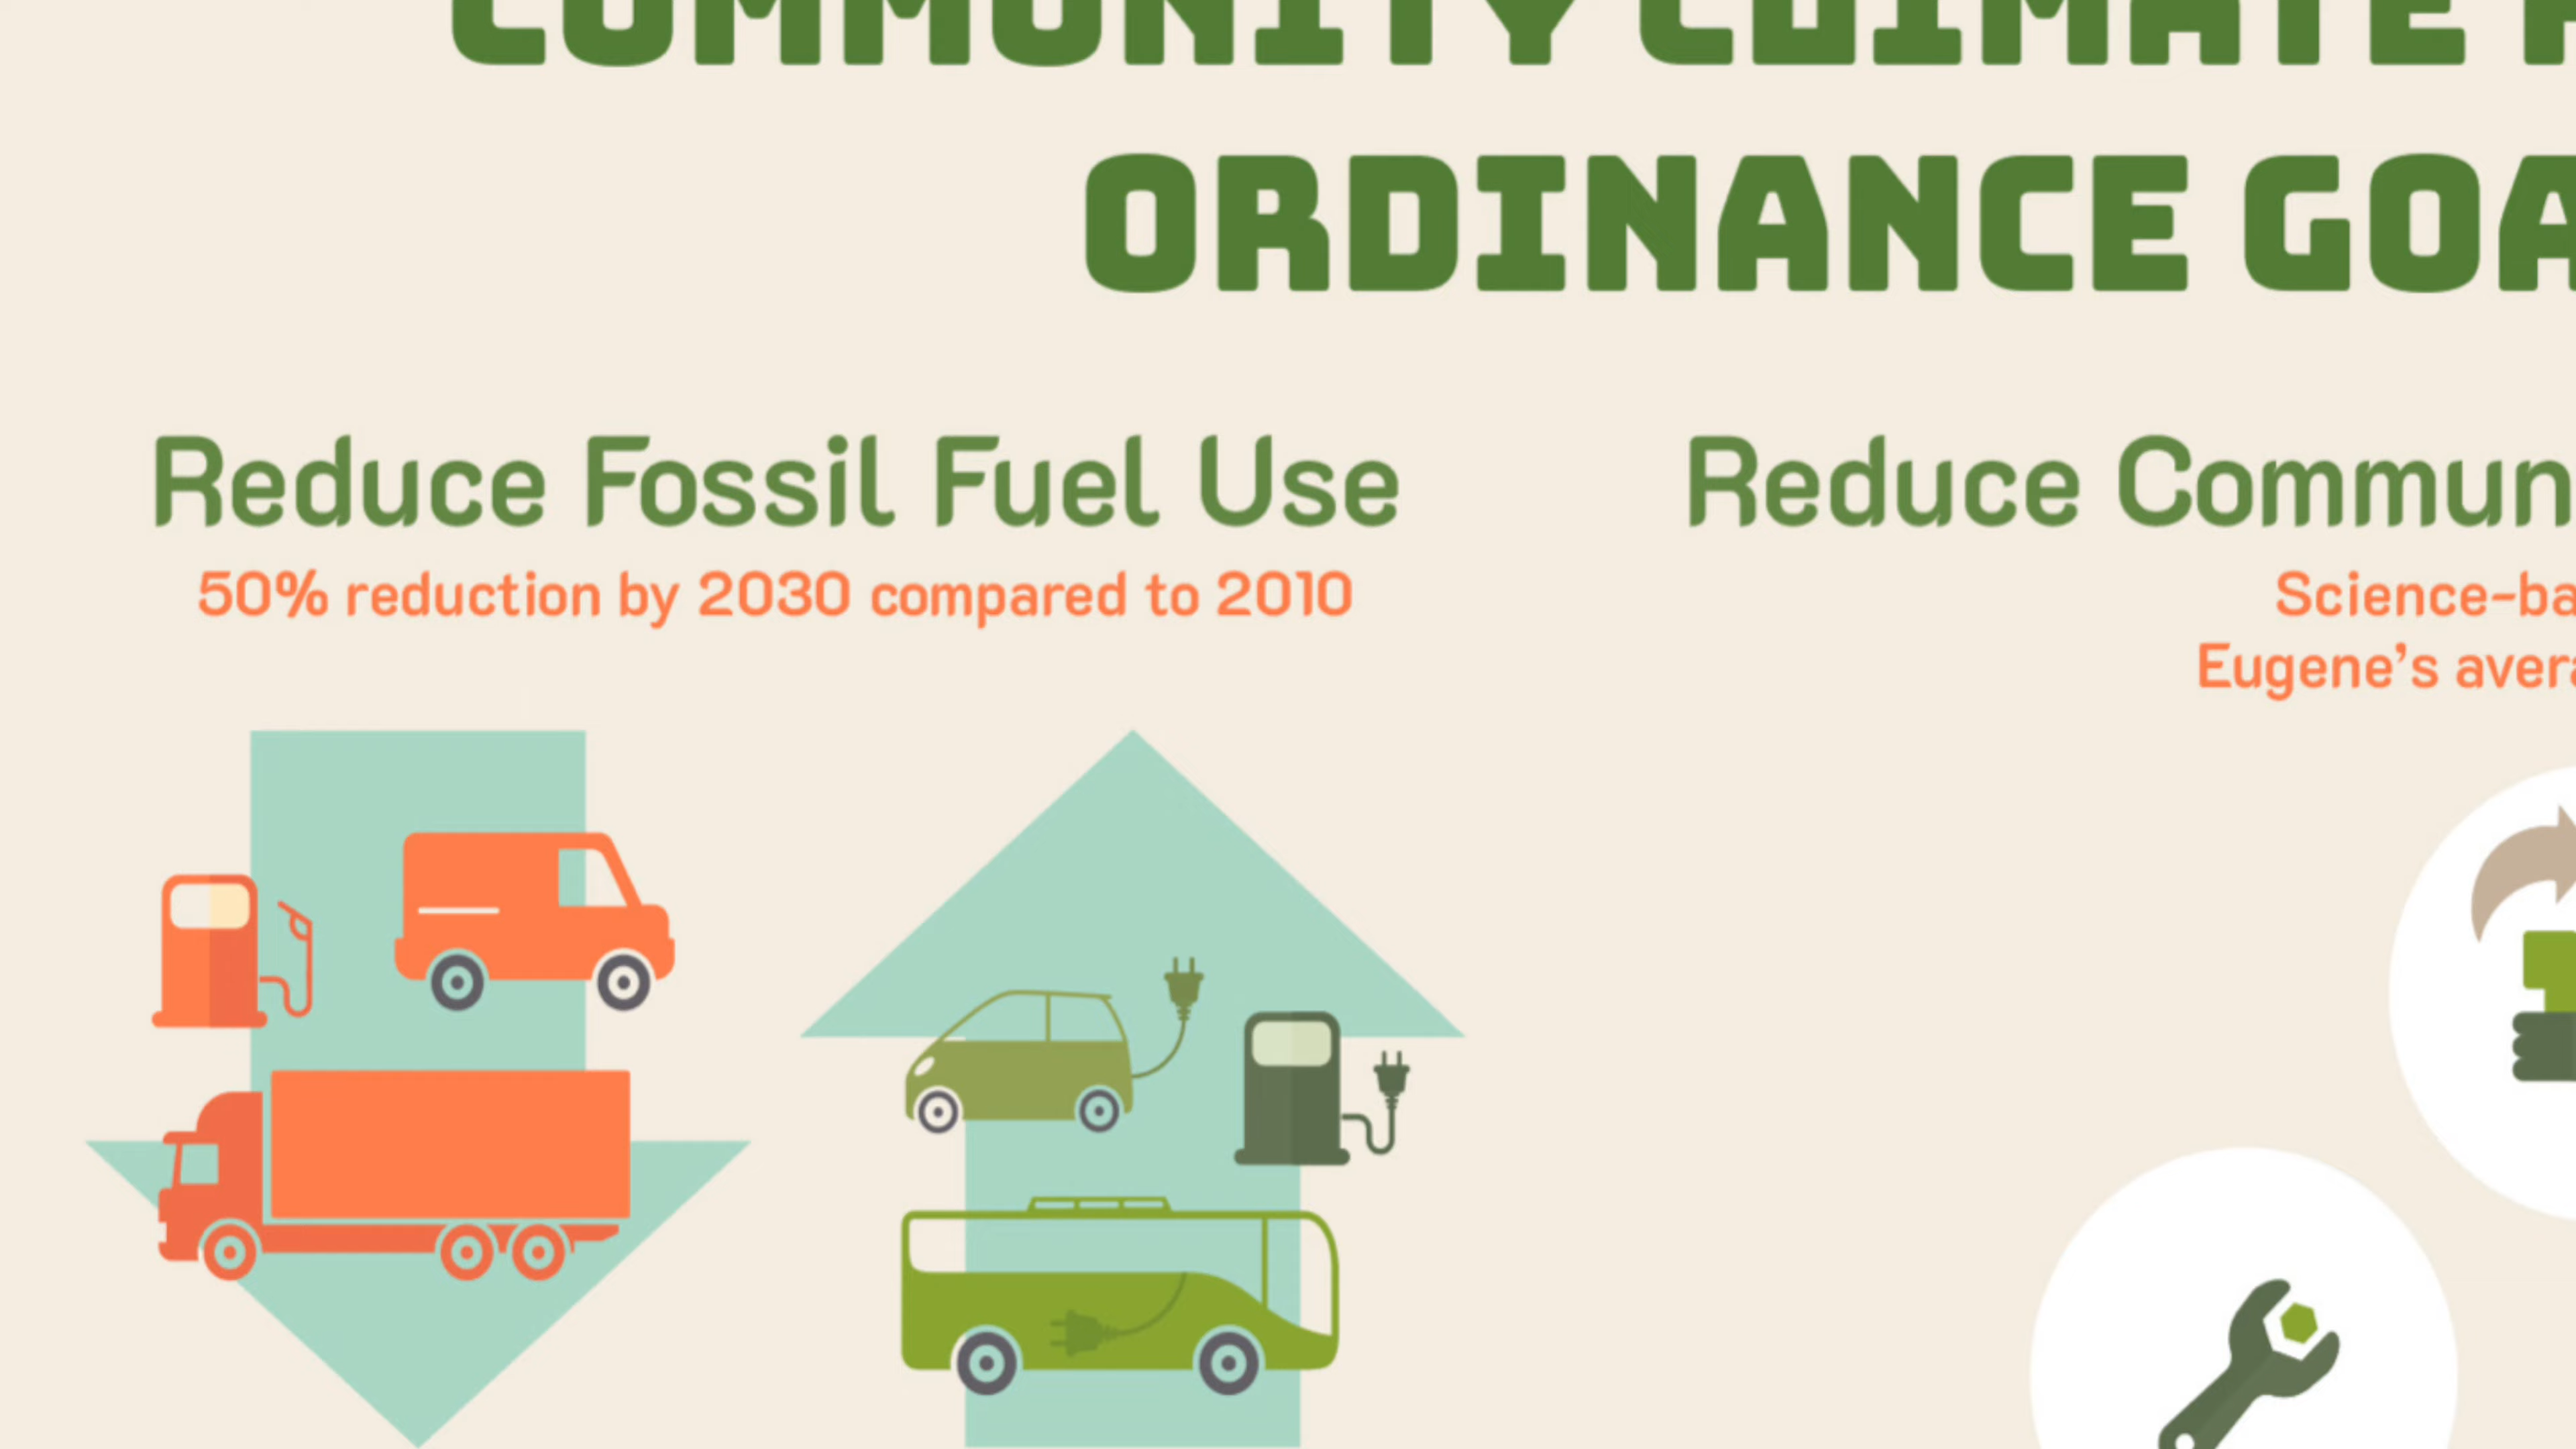 COMMUNITY CLIMATE
ORDINANCE GOA
Reduce Fossil Fuel Use
50% reduction by 2030 compared to 2010
Reduce Commun
Science-ba
Eugene’s avera